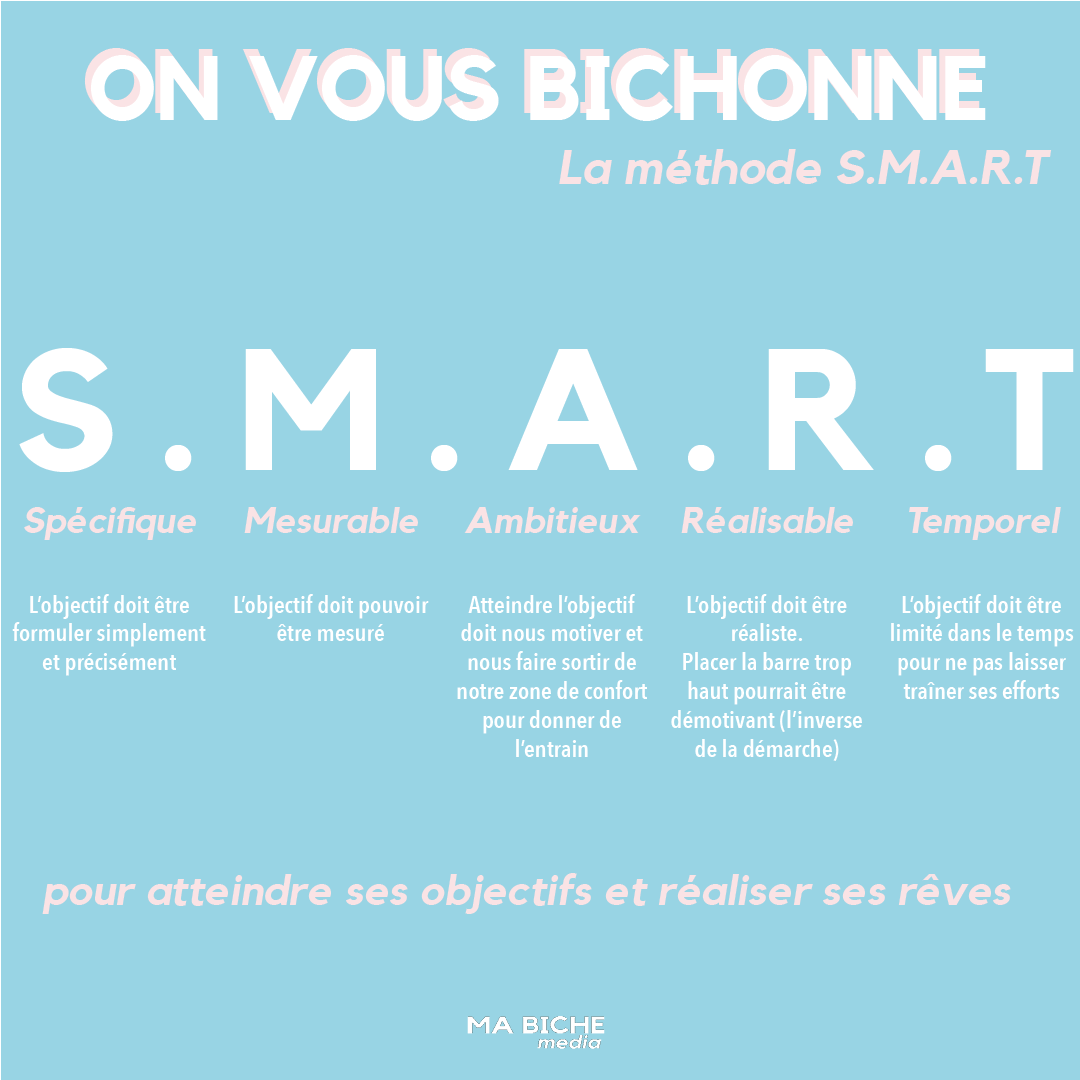 ON VOUS BICHONNE
La méthode S.M.A.R.T
S.M.A.R.T
Spécifique
L'objectif doit être
formuler simplement
et précisément
Mesurable
L'objectif doit pouvoir
être mesuré
Ambitieux
Atteindre l'objectif
doit nous motiver et
nous faire sortir de
notre zone de confort
pour donner de
l'entrain
Réalisable
L'objectif doit être
réaliste.
Placer la barre trop
haut pourrait être
démotivant (l'inverse
de la démarche)
Temporel
L'objectif doit être
limité dans le temps
pour ne pas laisser
traîner ses efforts
pour atteindre ses objectifs et réaliser ses rêves
MA BICHE
media